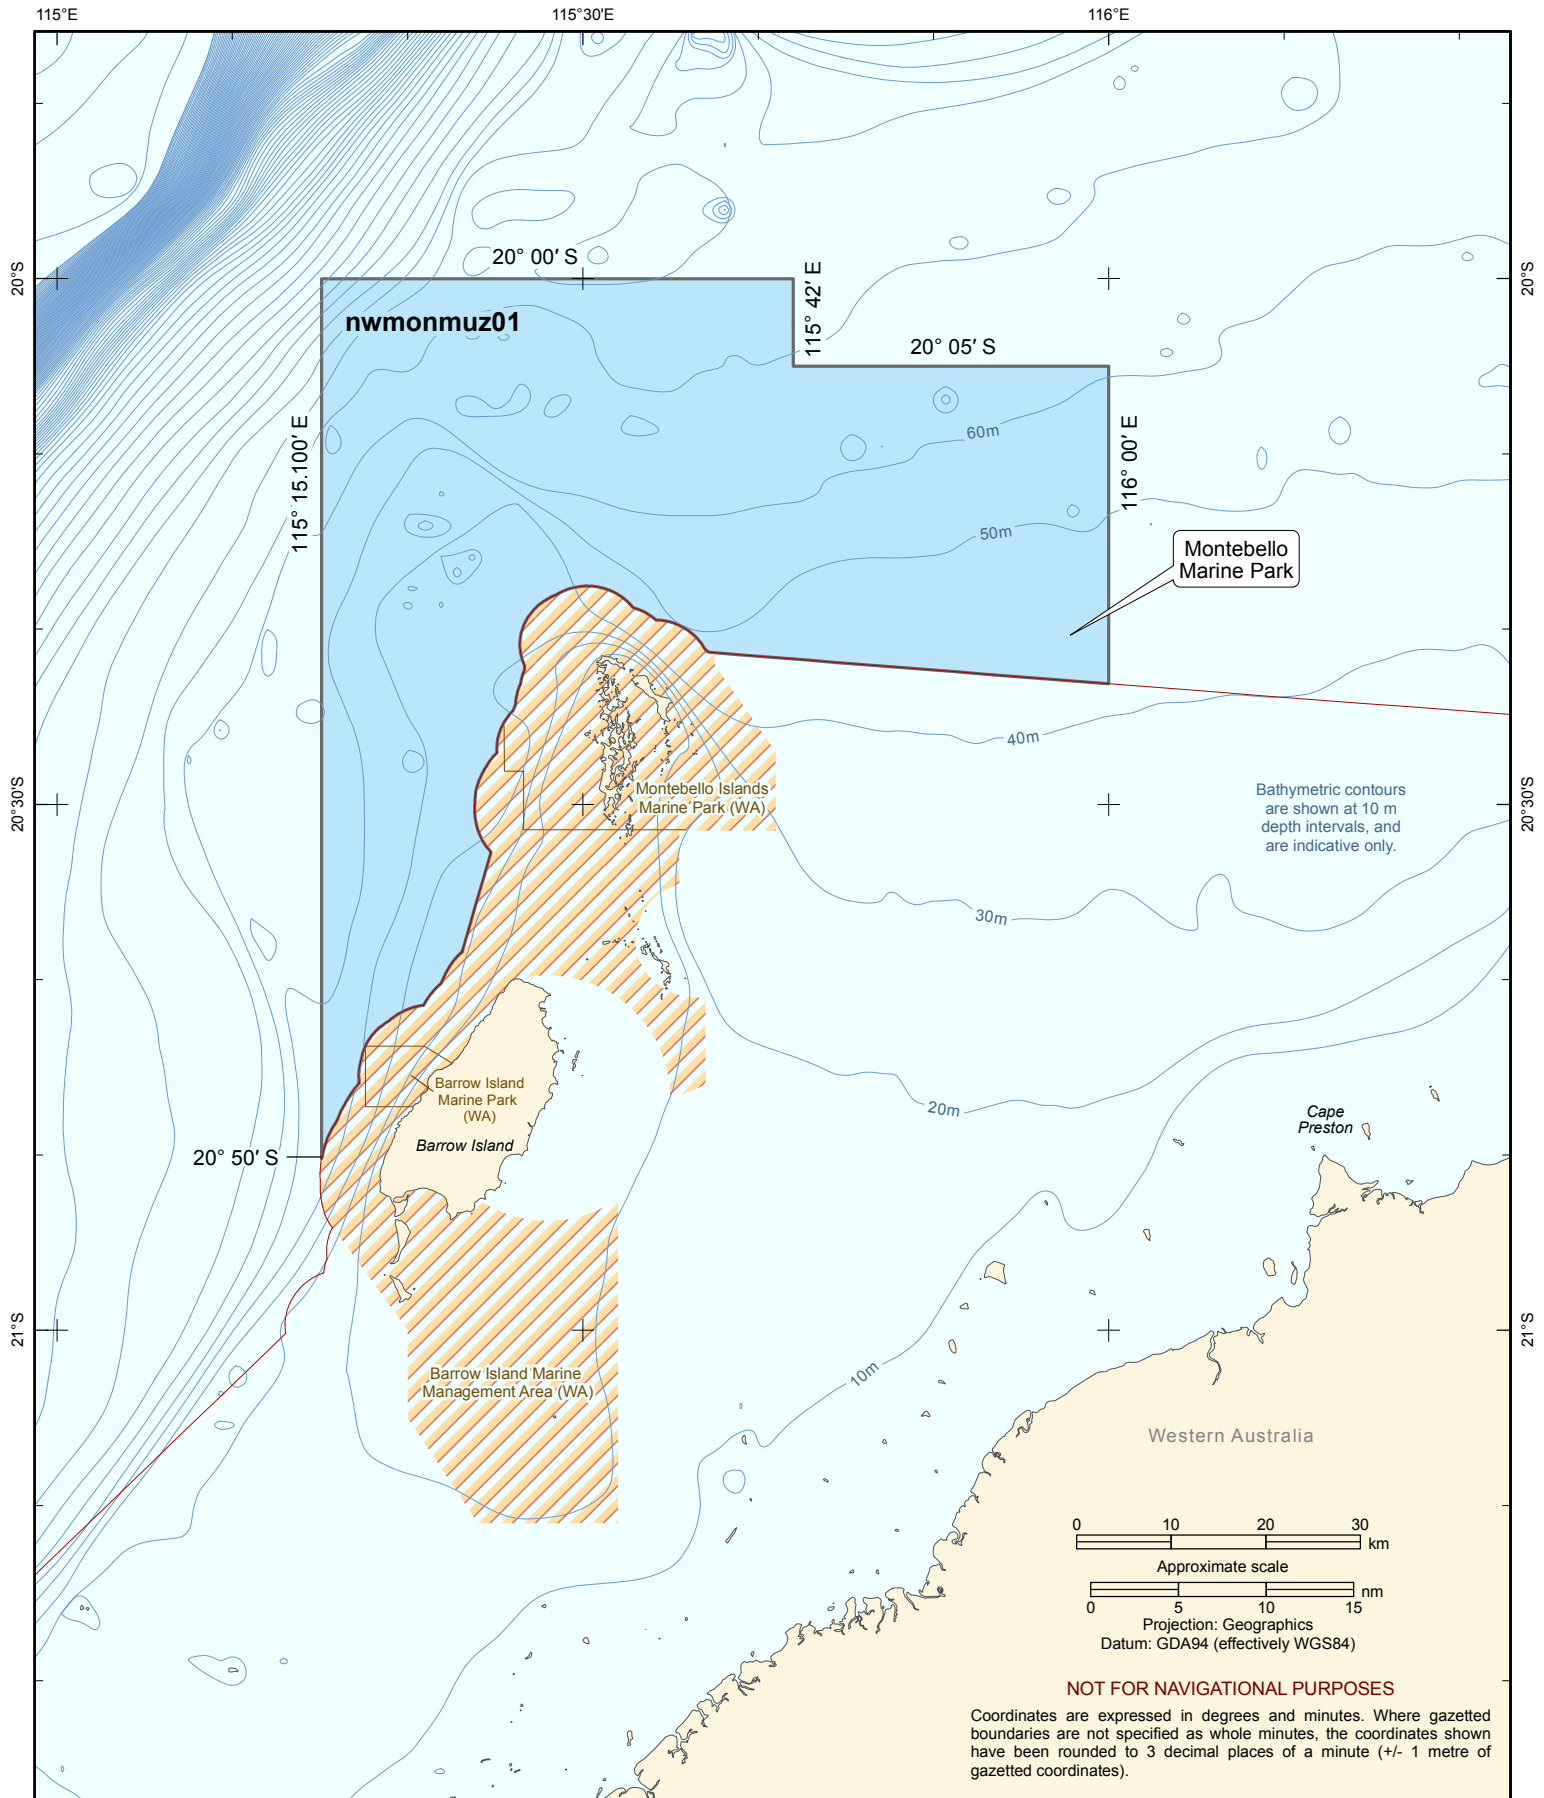 115°E
115°30'E
116°E
20° 00′ S
115° 42′ E
20°S
20°S
nwmonmuz01
20° 05′ S
115° 15.100′ E
116° 00′ E
60m
50m
Montebello
Marine Park
40m
20°30'S
20°30'S
Montebello Islands
Marine Park (WA)
Bathymetric contours
are shown at 10 m
depth intervals, and
are indicative only.
30m
20m
Barrow Island
Marine Park
(WA)
Barrow Island
Cape
Preston
20° 50′ S
21°S
21°S
Barrow Island Marine
Management Area (WA)
10m
Western Australia
0 10 20 30
km
Approximate scale
nm
0 5 10 15
Projection: Geographics
Datum: GDA94 (effectively WGS84)
NOT FOR NAVIGATIONAL PURPOSES
Coordinates are expressed in degrees and minutes. Where gazetted
boundaries are not specified as whole minutes, the coordinates shown
have been rounded to 3 decimal places of a minute (+/- 1 metre of
gazetted coordinates).